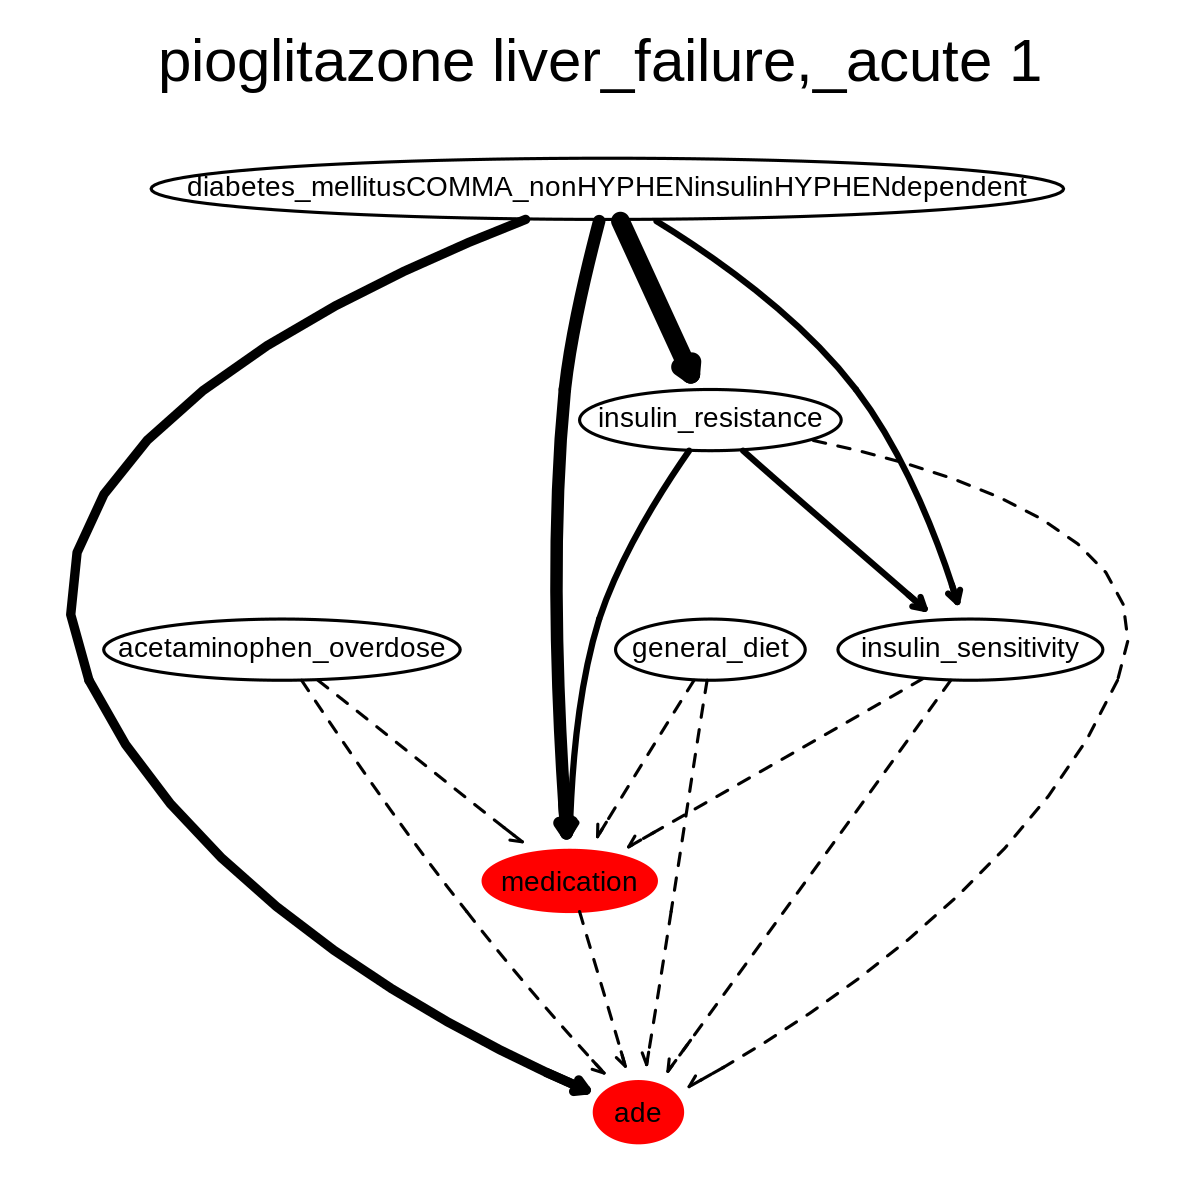 pioglitazone liver_failure,_acute 1
diabetes_mellitusCOMMA_nonHYPHENinsulinHYPHENdependent
insulin_resistance
acetaminophen_overdose
general_diet
insulin_sensitivity
medication
ade